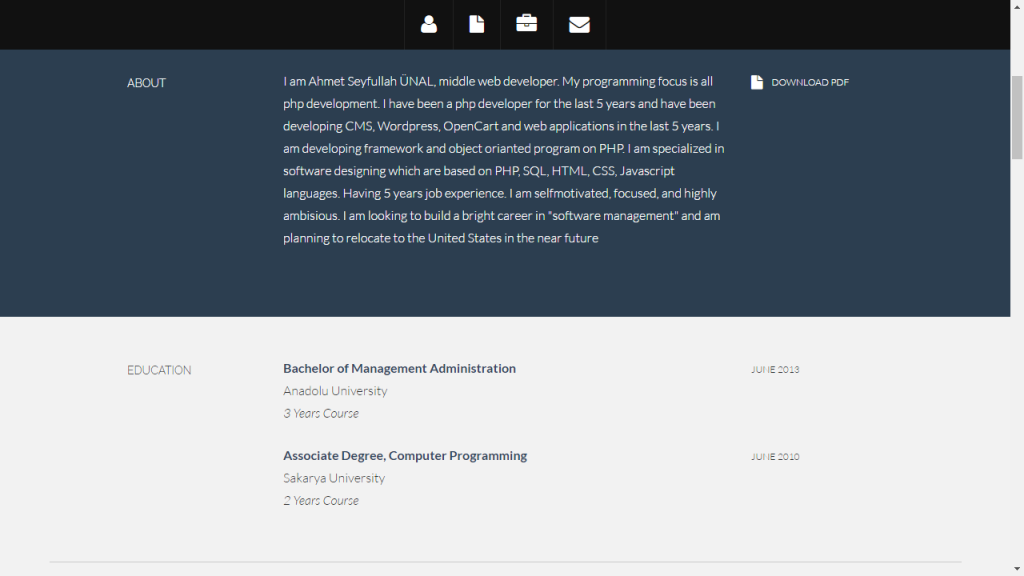 ABOUT
I am Ahmet Seyfullah ÜNAL, middle web developer. My programming focus is all
php development. I have been a php developer for the last 5 years and have been
developing CMS, Wordpress, OpenCart and web applications in the last 5 years. I
am developing framework and object orianted program on PHP. I am specialized in
software designing which are based on PHP, SQL, HTML, CSS, Javascript
languages. Having 5 years job experience. I am selfmotivated, focused, and highly
ambisious. I am looking to build a bright career in "software management" and am
planning to relocate to the United States in the near future
DOWNLOAD PDF
EDUCATION
Bachelor of Management Administration
JUNE 2013
Anadolu University
3 Years Course
Associate Degree, Computer Programming
JUNE 2010
Sakarya University
2 Years Course